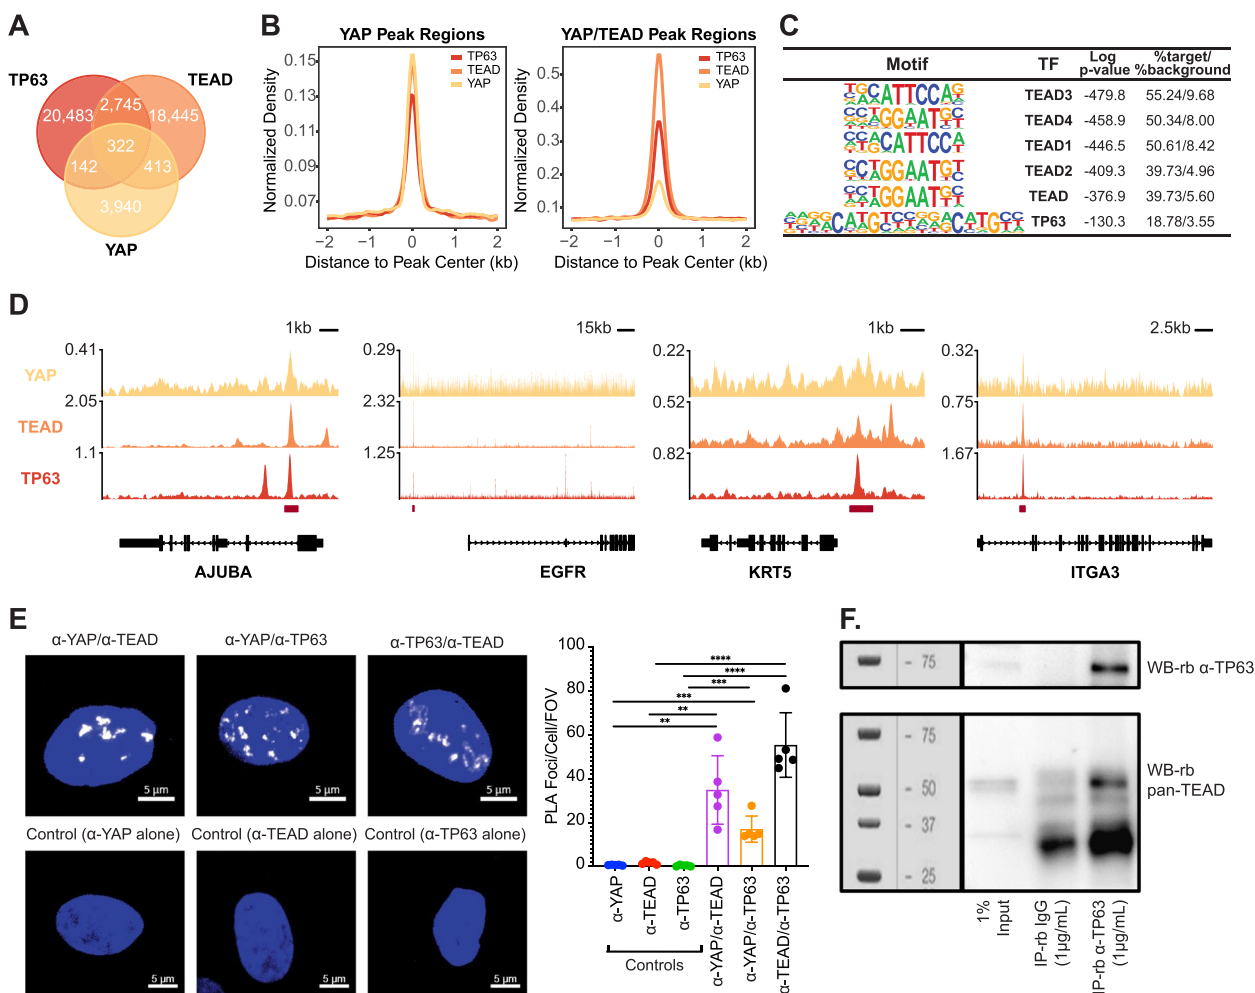 A
TP63
TEAD
20,483
2,745
18,445
322
142
413
3,940
YAP
B
YAP Peak Regions
Normalized Density
0.15
0.13
0.11
0.09
0.07
TP63
TEAD
YAP
−2 −1 0 1 2
Distance to Peak Center (kb)
YAP/TEAD Peak Regions
Normalized Density
0.5
0.4
0.3
0.2
0.1
TP63
TEAD
YAP
−2 −1 0 1 2
Distance to Peak Center (kb)
C
Motif TF Log p-value %target/%background
TEAD3 -479.8 55.24/9.68
TEAD4 -458.9 50.34/8.00
TEAD1 -446.5 50.61/8.42
TEAD2 -409.3 39.73/4.96
TEAD -376.9 39.73/5.60
TP63 -130.3 18.78/3.55
D
1kb 15kb 1kb 2.5kb
YAP 0.41 0.29 0.22 0.32
TEAD 2.05 2.32 0.52 0.75
TP63 1.1 1.25 0.82 1.67
AJUBA EGFR KRT5 ITGA3
E
α-YAP/α-TEAD α-YAP/α-TP63 α-TP63/α-TEAD
5 µm 5 µm 5 µm
Control (α-YAP alone) Control (α-TEAD alone) Control (α-TP63 alone)
5 µm 5 µm 5 µm
PLA Foci/Cell/FOV
100
80
60
40
20
0
****
****
***
***
**
**
α-YAP
α-TEAD
α-TP63
α-YAP/α-TEAD
α-YAP/α-TP63
α-TEAD/α-TP63
Controls
F.
- 75
WB-rb α-TP63
- 75
- 50
- 37
- 25
WB-rb
pan-TEAD
1%
Input
IP-rb IgG
(1µg/mL)
IP-rb α-TP63
(1µg/mL)